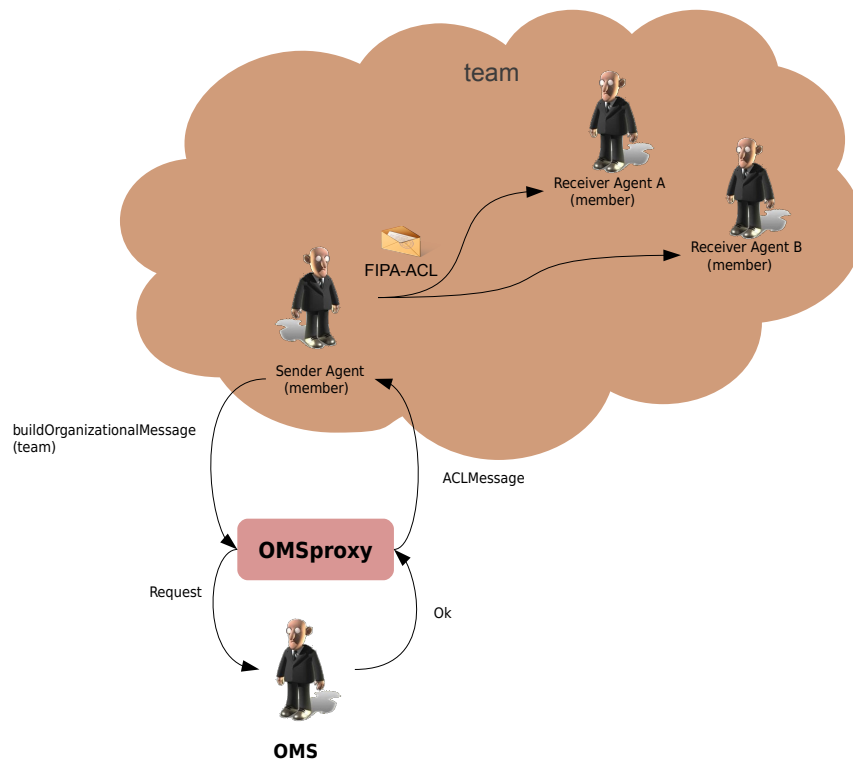 team
Receiver Agent A
(member)
Receiver Agent B
(member)
FIPA-ACL
Sender Agent
(member)
buildOrganizationalMessage
(team)
ACLMessage
OMSproxy
Request
Ok
OMS